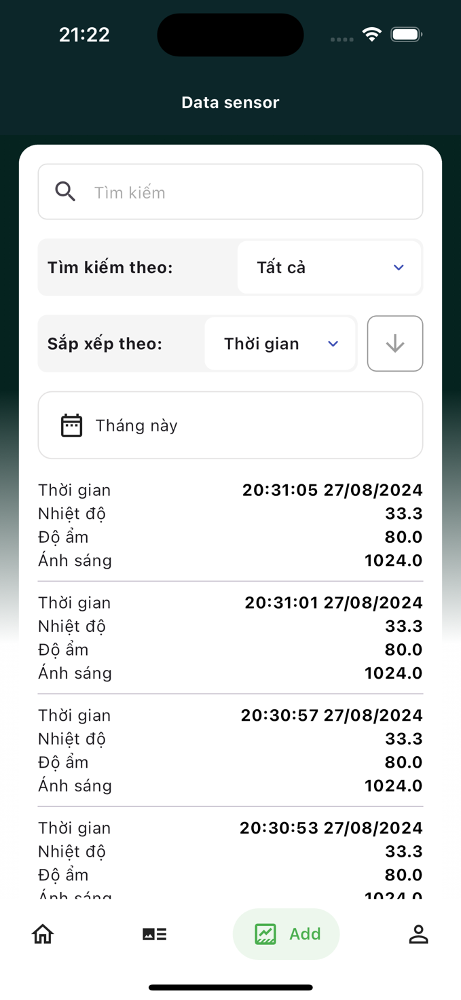 21:22
Data sensor
Tìm kiếm
Tìm kiếm theo: Tất cả
Sắp xếp theo: Thời gian
Tháng này
Thời gian 20:31:05 27/08/2024
Nhiệt độ 33.3
Độ ẩm 80.0
Ánh sáng 1024.0
Thời gian 20:31:01 27/08/2024
Nhiệt độ 33.3
Độ ẩm 80.0
Ánh sáng 1024.0
Thời gian 20:30:57 27/08/2024
Nhiệt độ 33.3
Độ ẩm 80.0
Ánh sáng 1024.0
Thời gian 20:30:53 27/08/2024
Nhiệt độ 33.3
Độ ẩm 80.0
Ánh sáng 1024.0
Add